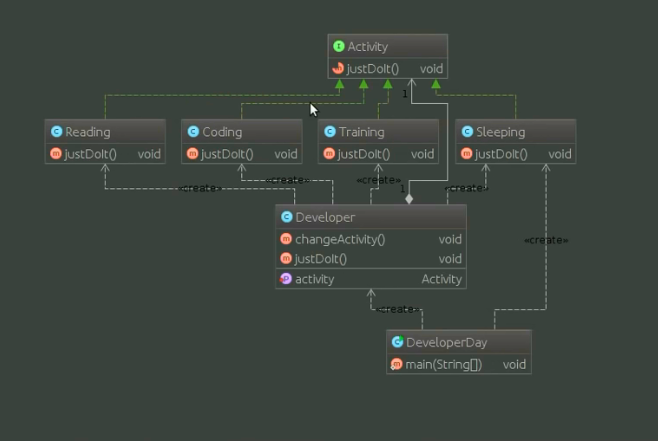 Activity
justDoIt() void
1
Reading
Coding
Training
Sleeping
justDoIt() void
justDoIt() void
justDoIt() void
justDoIt() void
«create»
«create»
«create»
«create»
1
Developer
changeActivity() void
justDoIt() void
activity Activity
«create»
«create»
DeveloperDay
main(String[]) void